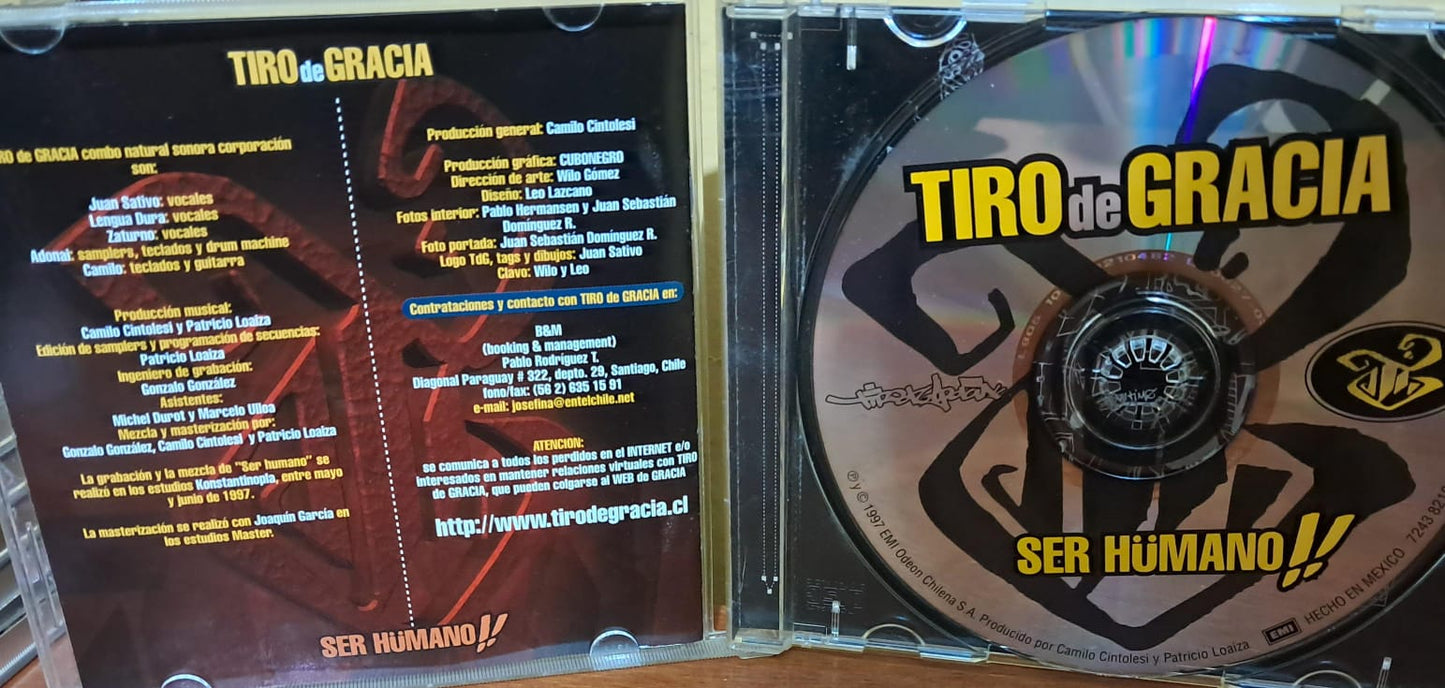 TIRO de GRACIA
RO de GRACIA combo natural sonora corporación
son:
Juan Sativo: vocales
Lengua Dura: vocales
Zaturno: vocales
Adonai: samplers, teclados y drum machine
Camilo: teclados y guitarra
Producción musical:
Camilo Cintolesi y Patricio Loaiza
Edición de samplers y programación de secuencias:
Patricio Loaiza
Ingeniero de grabación:
Gonzalo González
Asistentes:
Michel Durot y Marcelo Ulloa
Mezcla y masterización por:
Gonzalo González, Camilo Cintolesi y Patricio Loaiza
La grabación y la mezcla de "Ser humano" se
realizó en los estudios Konstantinopla, entre mayo
y junio de 1997.
La masterización se realizó con Joaquín García en
los estudios Master.
Producción general: Camilo Cintolesi
Producción gráfica: CUBONEGRO
Dirección de arte: Wilo Gómez
Diseño: Leo Lazcano
Fotos interior: Pablo Hermansen y Juan Sebastián
Domínguez R.
Foto portada: Juan Sebastián Domínguez R.
Logo TdG, tags y dibujos: Juan Sativo
Clavo: Wilo y Leo
Contrataciones y contacto con TIRO de GRACIA en:
B&M
(booking & management)
Pablo Rodríguez T.
Diagonal Paraguay # 322, depto. 29, Santiago, Chile
fono/fax: (56 2) 635 15 91
e-mail: josefina@entelchile.net
ATENCION:
se comunica a todos los perdidos en el INTERNET e/o
interesados en mantener relaciones virtuales con TIRO
de GRACIA, que pueden colgarse al WEB de GRACIA
http://www.tirodegracia.cl
SER HüMANO!!
TIRO de GRACIA
SER HüMANO!!
℗ y © 1997 EMI Odeon Chilena S.A. Producido por Camilo Cintolesi y Patricio Loaiza
EMI
HECHO EN MEXICO
7243 821